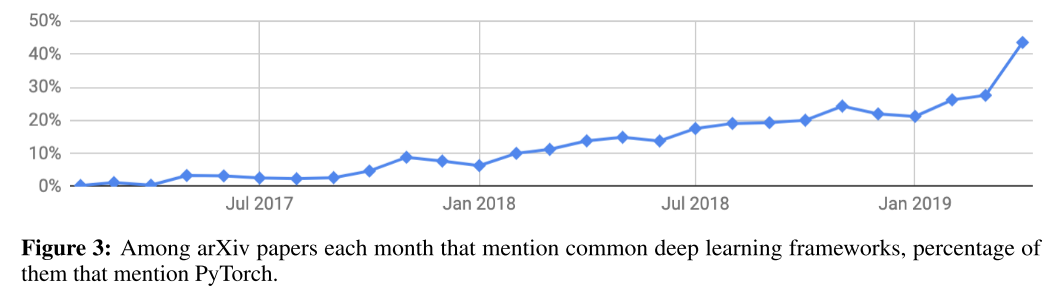 50%
40%
30%
20%
10%
0%
Jul 2017 Jan 2018 Jul 2018 Jan 2019
Figure 3: Among arXiv papers each month that mention common deep learning frameworks, percentage of
them that mention PyTorch.